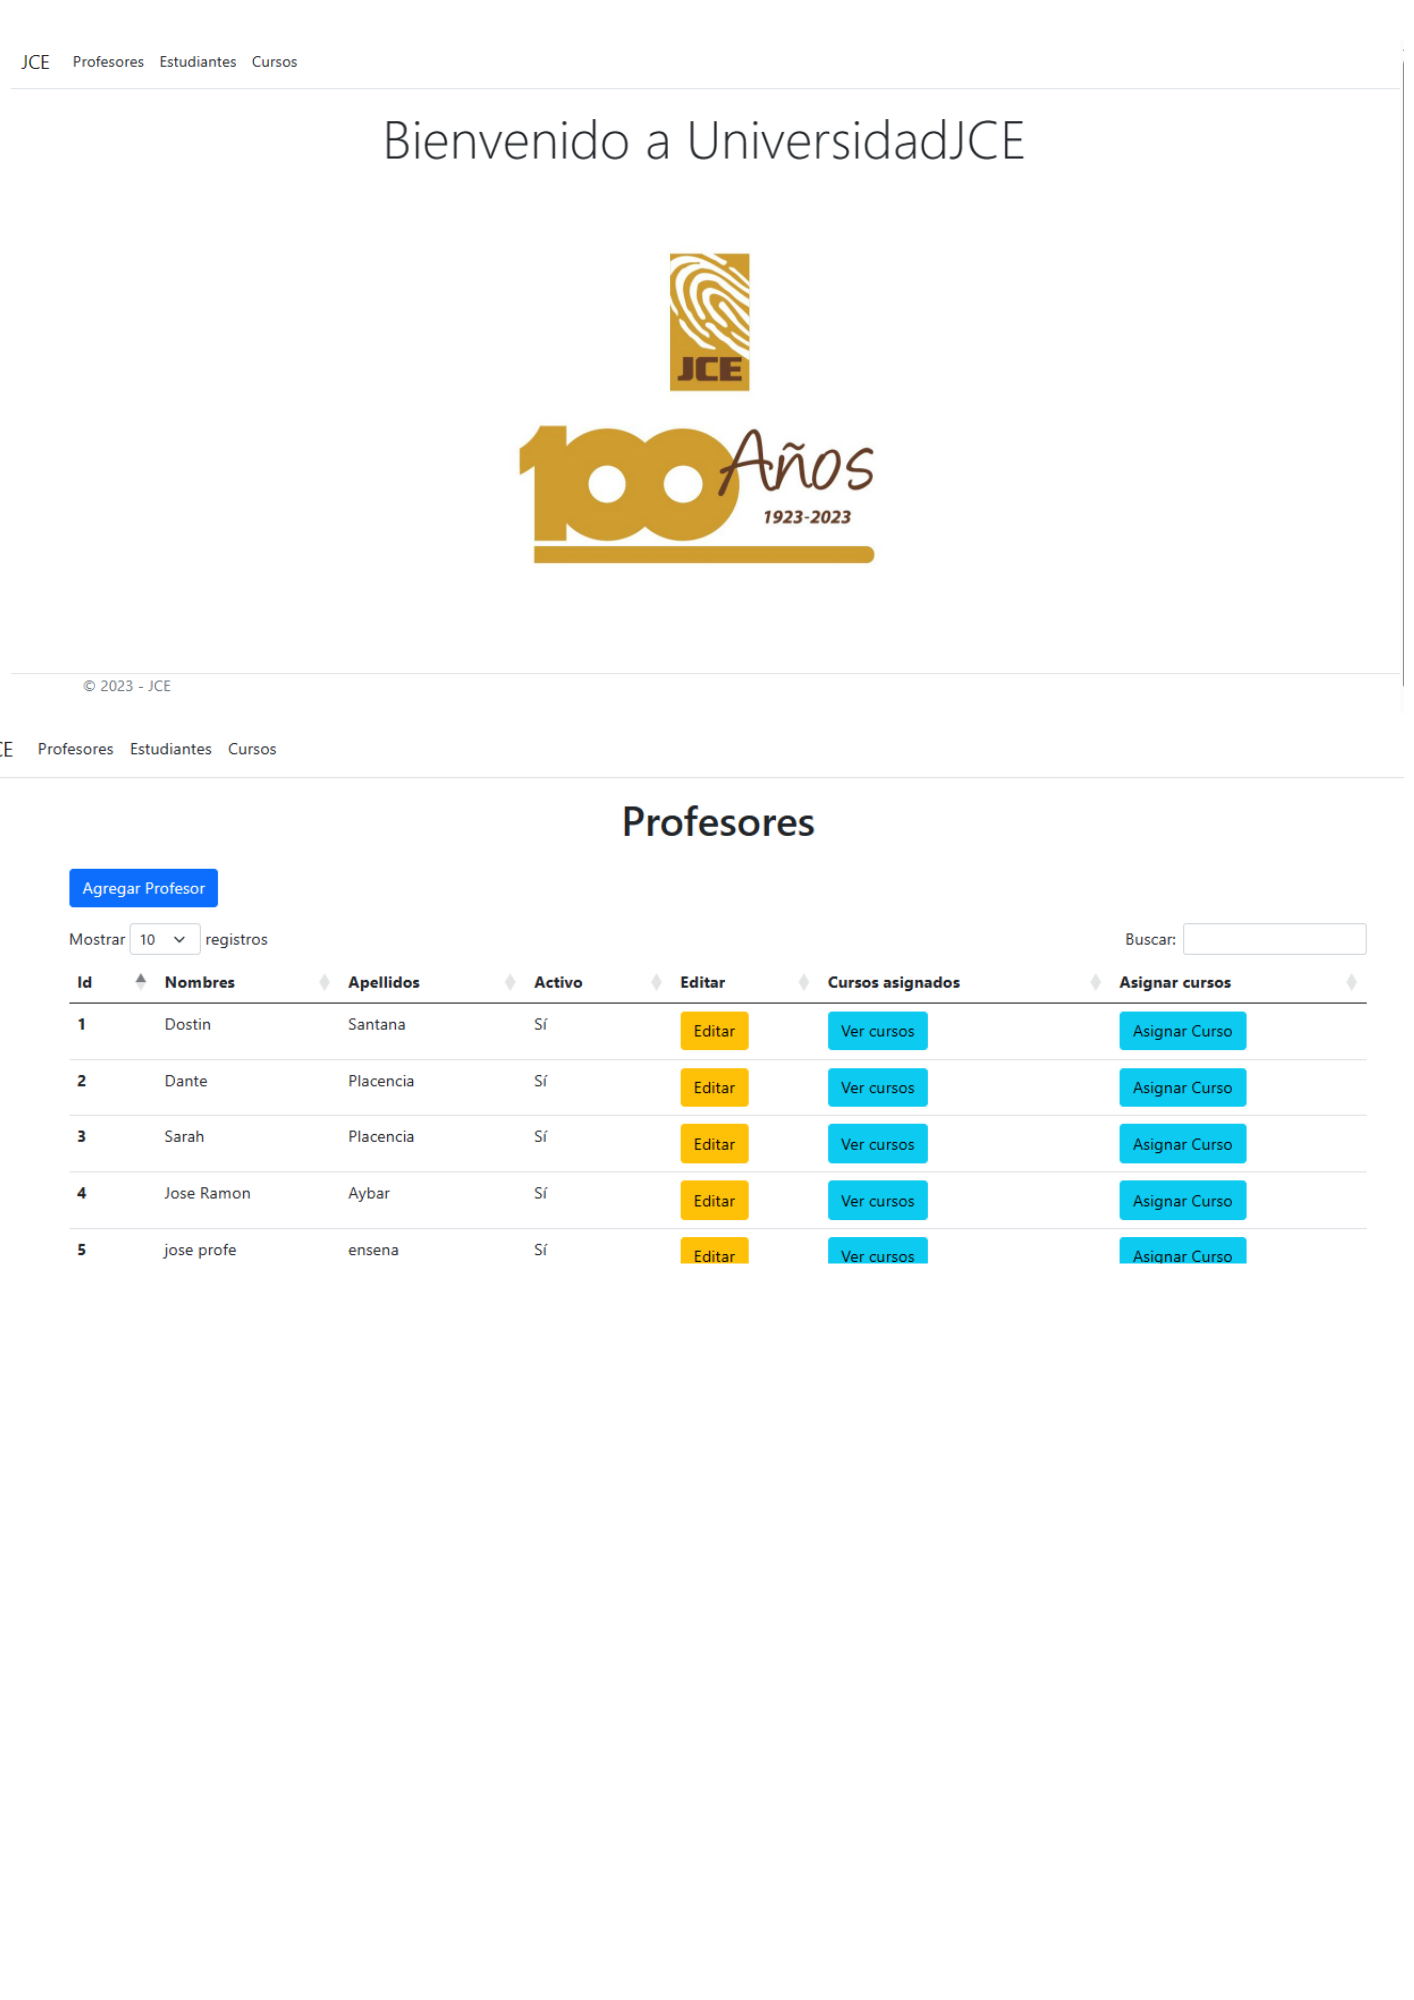 JCE Profesores Estudiantes Cursos
Bienvenido a UniversidadJCE
JCE
100 Años
1923-2023
© 2023 - JCE
CE Profesores Estudiantes Cursos
Profesores
Agregar Profesor
Mostrar 10 registros Buscar:
Id Nombres Apellidos Activo Editar Cursos asignados Asignar cursos
1 Dostin Santana Sí Editar Ver cursos Asignar Curso
2 Dante Placencia Sí Editar Ver cursos Asignar Curso
3 Sarah Placencia Sí Editar Ver cursos Asignar Curso
4 Jose Ramon Aybar Sí Editar Ver cursos Asignar Curso
5 jose profe ensena Sí Editar Ver cursos Asignar Curso